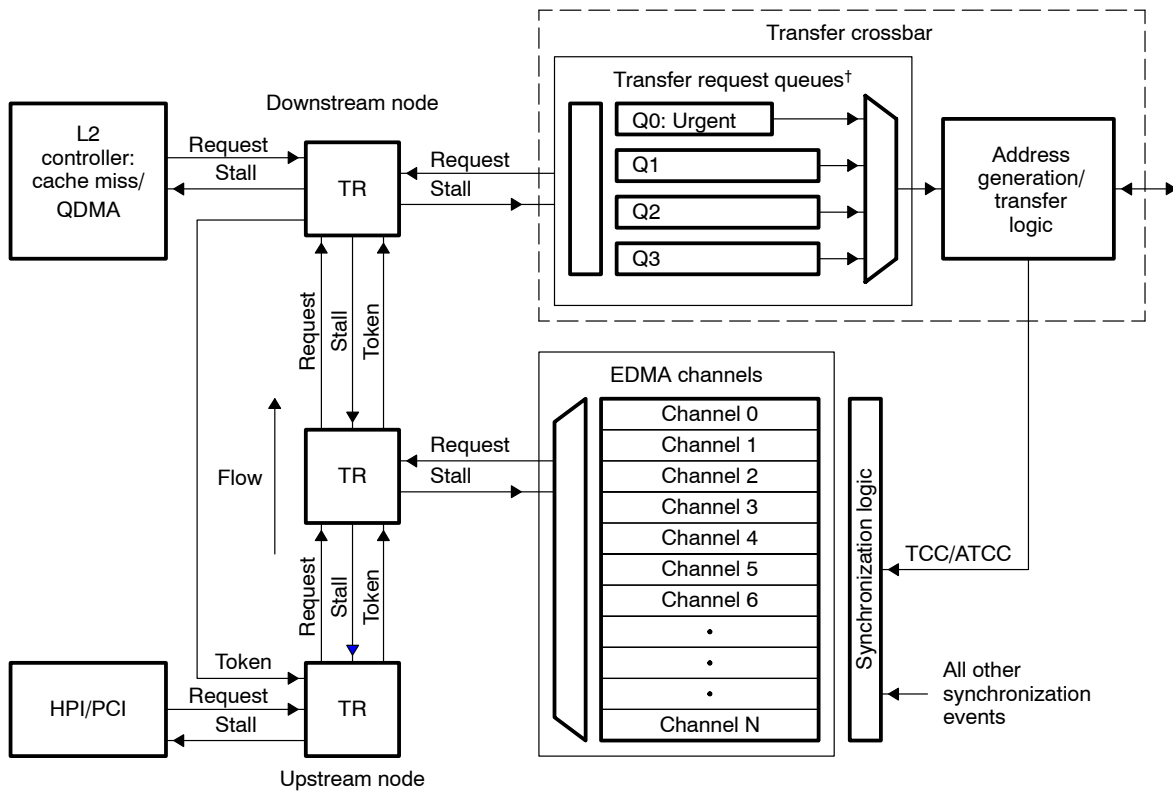 Transfer crossbar
Transfer request queues†
Downstream node
L2
controller:
cache miss/
QDMA
Request
Stall
TR
Request
Stall
Q0: Urgent
Q1
Q2
Q3
Address
generation/
transfer
logic
Request
Stall
Token
EDMA channels
Channel 0
Channel 1
Channel 2
Channel 3
Channel 4
Channel 5
Channel 6
Channel N
Flow
TR
Request
Stall
Synchronization logic
TCC/ATCC
All other
synchronization
events
Request
Stall
Token
Token
HPI/PCI
Request
Stall
TR
Upstream node